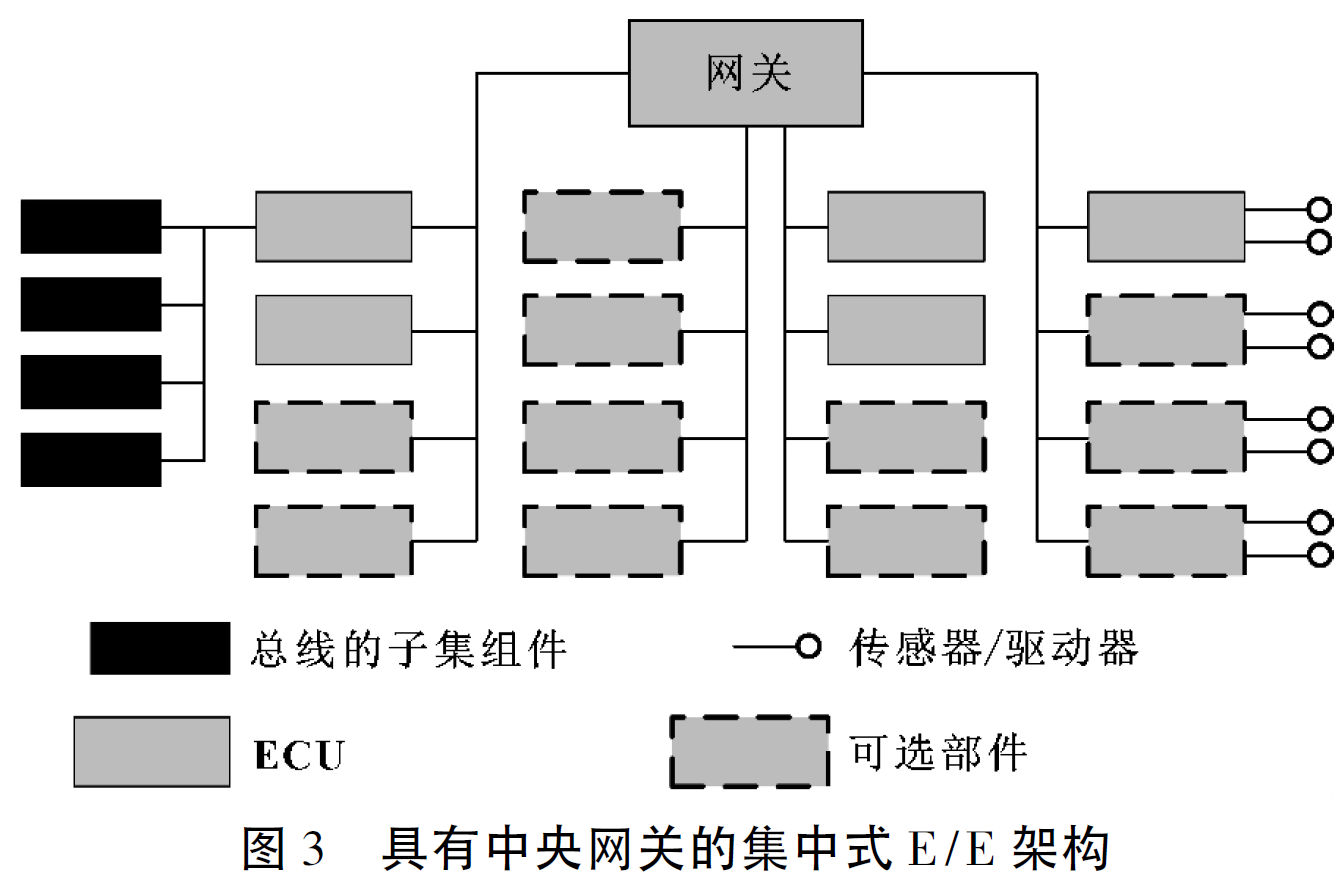 网关
总线的子集组件
传感器/驱动器
ECU
可选部件
图 3 具有中央网关的集中式 E/E 架构